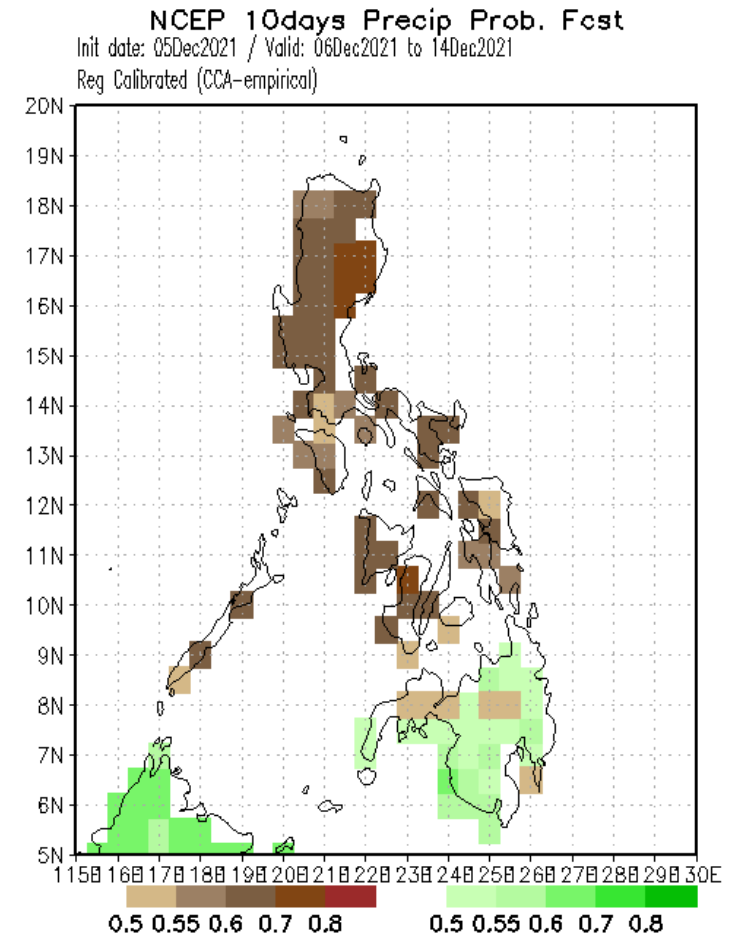 NCEP 10days Precip Prob. Fcst
Init date: 05Dec2021 / Valid: 06Dec2021 to 14Dec2021
Reg Calibrated (CCA-empirical)
20N
19N
18N
17N
16N
15N
14N
13N
12N
11N
10N
9N
8N
7N
6N
5N
115E 116E 117E 118E 119E 120E 121E 122E 123E 124E 125E 126E 127E 128E 129E 130E
0.5 0.55 0.6 0.7 0.8 0.5 0.55 0.6 0.7 0.8